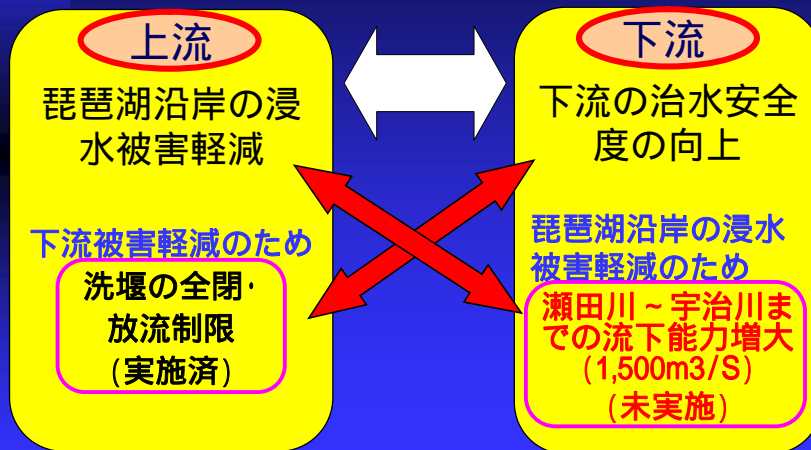 上流
琵琶湖沿岸の浸
水被害軽減
下流被害軽減のため
洗堰の全閉・
放流制限
(実施済)
下流
下流の治水安全
度の向上
琵琶湖沿岸の浸水
被害軽減のため
瀬田川~宇治川ま
での流下能力増大
(1,500m3/S)
(未実施)